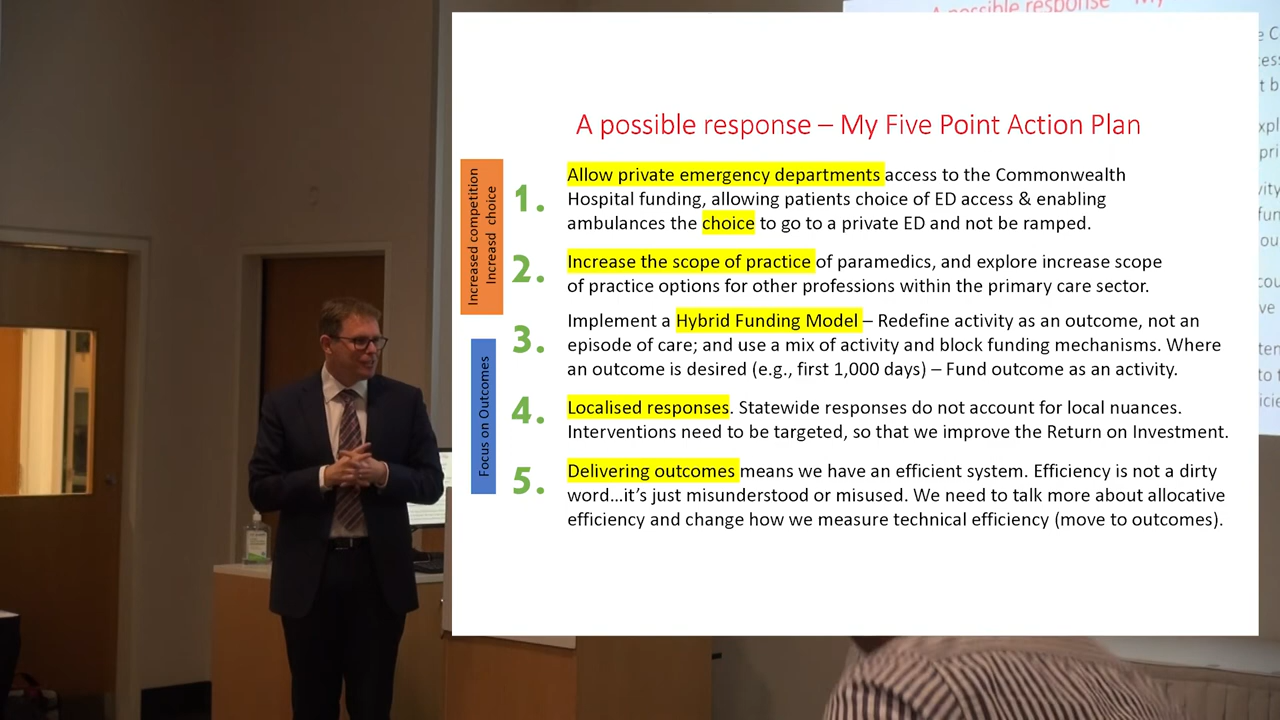 A possible response – My
A possible response – My Five Point Action Plan
Increased competition
Increasd choice
1.
Allow private emergency departments access to the Commonwealth
Hospital funding, allowing patients choice of ED access & enabling
ambulances the choice to go to a private ED and not be ramped.
2.
Increase the scope of practice of paramedics, and explore increase scope
of practice options for other professions within the primary care sector.
Focus on Outcomes
3.
Implement a Hybrid Funding Model – Redefine activity as an outcome, not an
episode of care; and use a mix of activity and block funding mechanisms. Where
an outcome is desired (e.g., first 1,000 days) – Fund outcome as an activity.
4.
Localised responses. Statewide responses do not account for local nuances.
Interventions need to be targeted, so that we improve the Return on Investment.
5.
Delivering outcomes means we have an efficient system. Efficiency is not a dirty
word...it's just misunderstood or misused. We need to talk more about allocative
efficiency and change how we measure technical efficiency (move to outcomes).